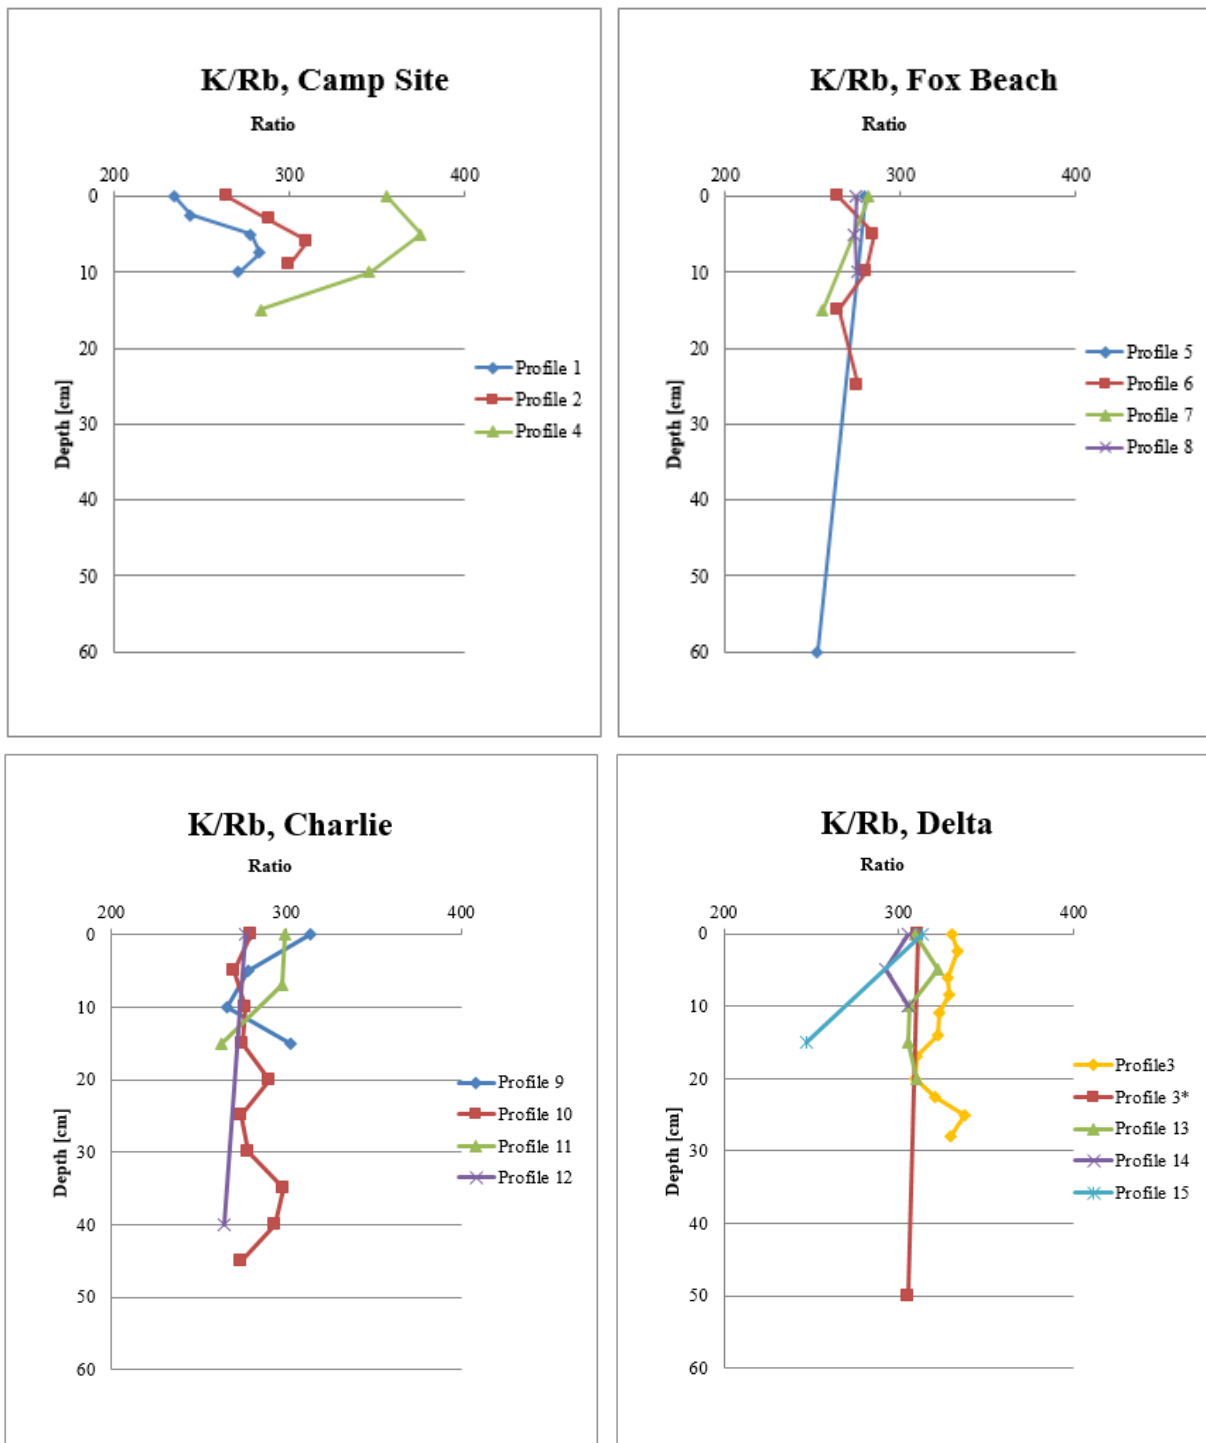 K/Rb, Camp Site
Ratio
200 300 400
0
10
20
30
40
50
60
Depth [cm]
Profile 1
Profile 2
Profile 4
K/Rb, Fox Beach
Ratio
200 300 400
0
10
20
30
40
50
60
Depth [cm]
Profile 5
Profile 6
Profile 7
Profile 8
K/Rb, Charlie
Ratio
200 300 400
0
10
20
30
40
50
60
Depth [cm]
Profile 9
Profile 10
Profile 11
Profile 12
K/Rb, Delta
Ratio
200 300 400
0
10
20
30
40
50
60
Depth [cm]
Profile3
Profile 3*
Profile 13
Profile 14
Profile 15